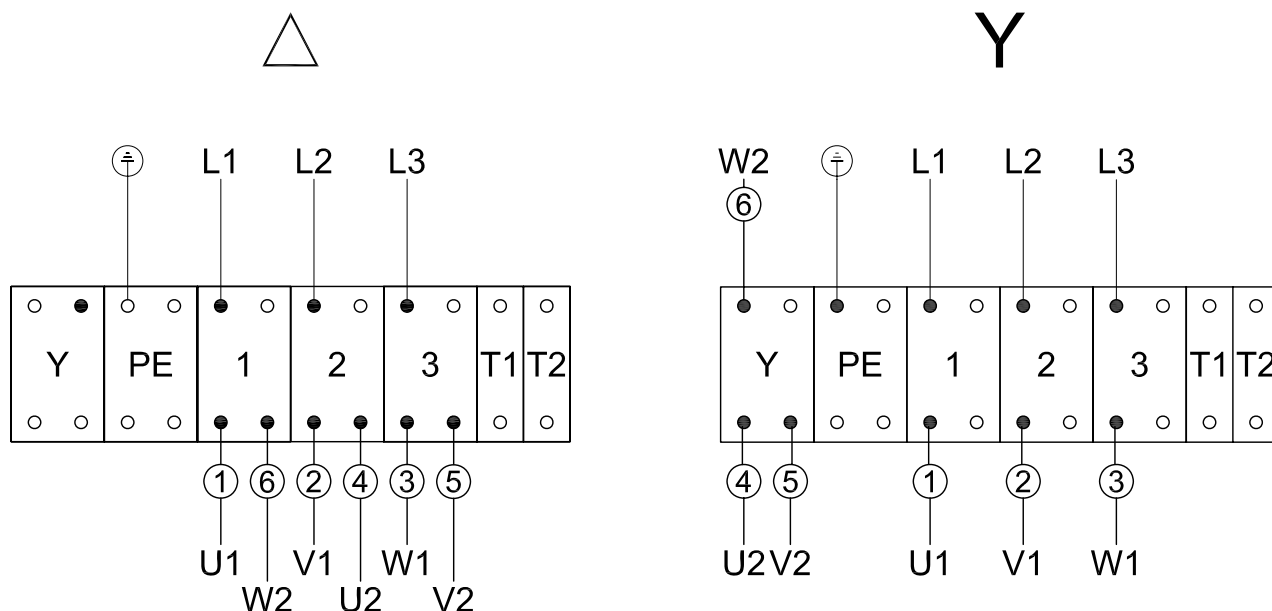 △ Y
L1 L2 L3 W2 L1 L2 L3
6
Y PE 1 2 3 T1 T2 Y PE 1 2 3 T1 T2
1 6 2 4 3 5 4 5 1 2 3
U1 V1 W1 U2 V2 U1 V1 W1
W2 U2 V2